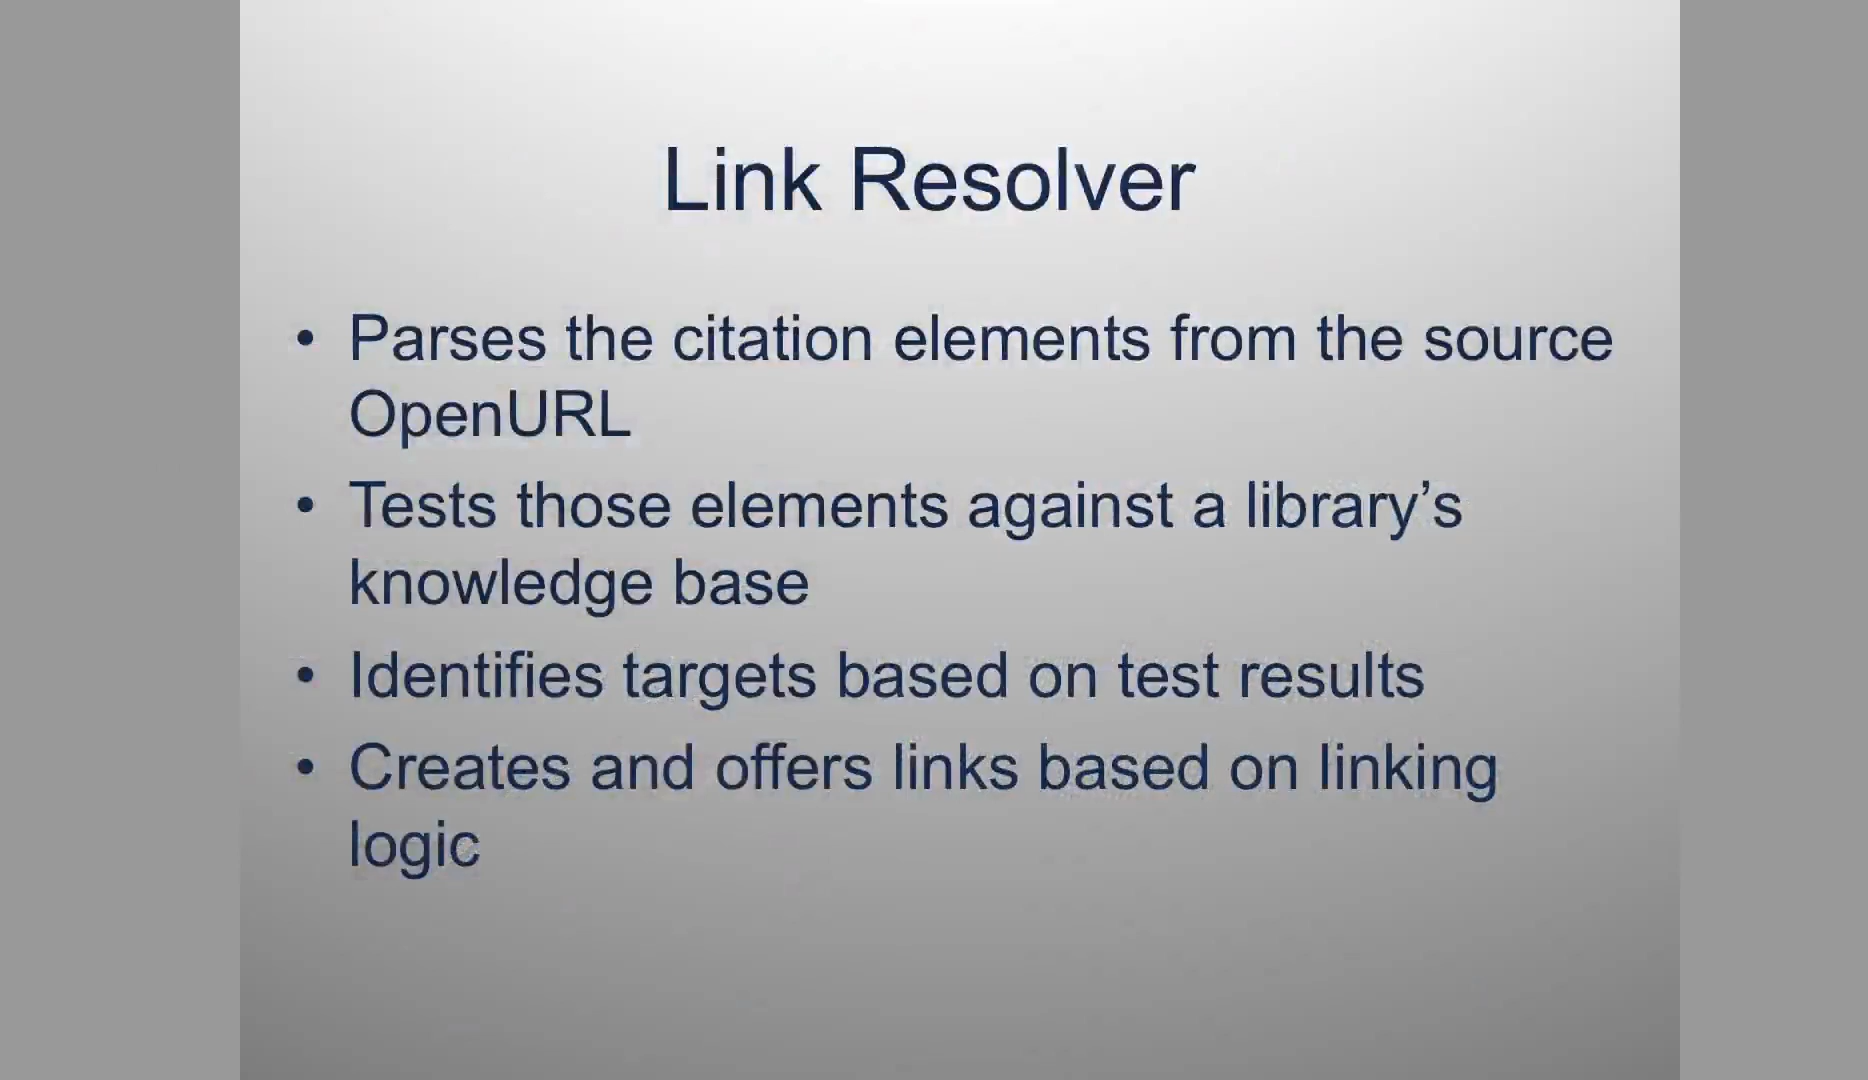 Link Resolver
• Parses the citation elements from the source
OpenURL
• Tests those elements against a library’s
knowledge base
• Identifies targets based on test results
• Creates and offers links based on linking
logic